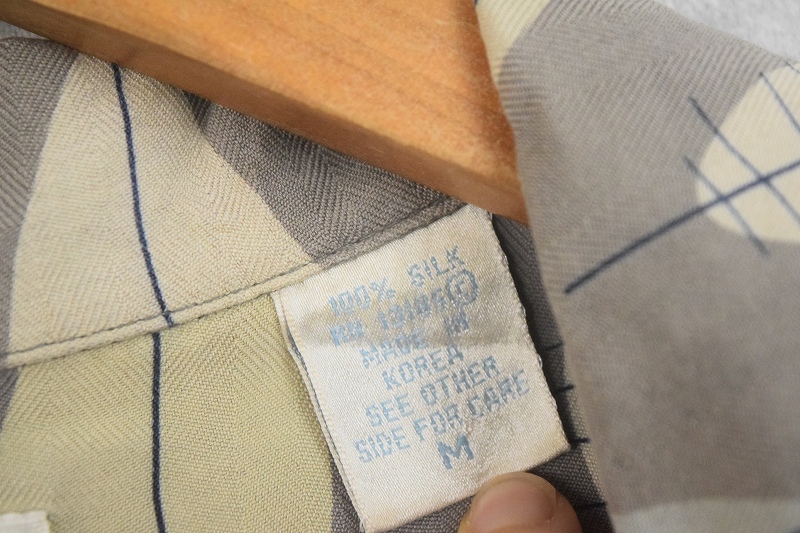 100% SILK
MADE IN
KOREA
SEE OTHER
SIDE FOR CARE
M